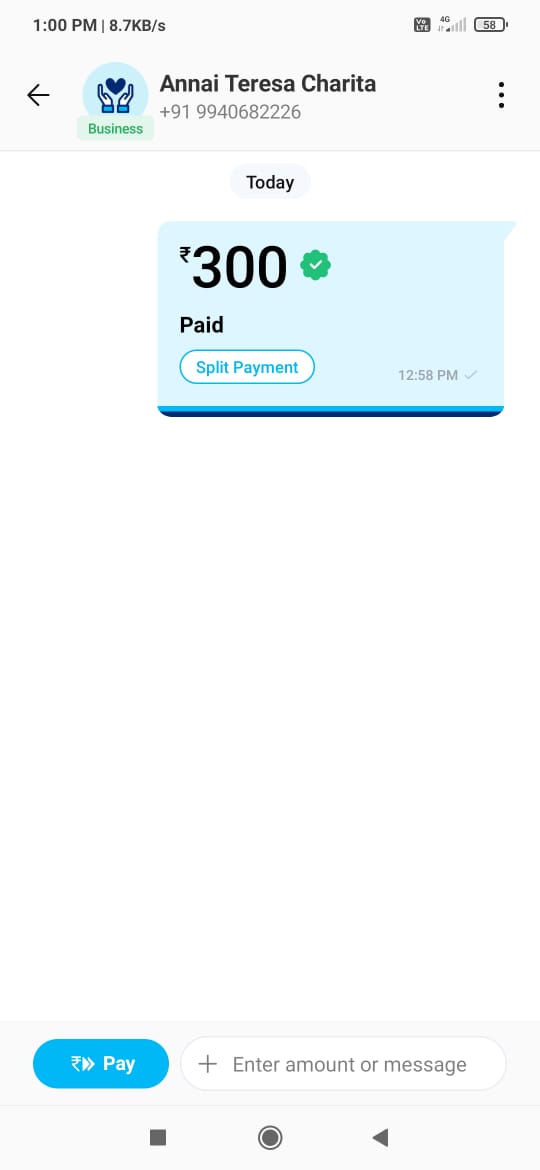 1:00 PM | 8.7KB/s
Vo LTE 4G 58
Annai Teresa Charita
+91 9940682226
Business
Today
₹300
Paid
Split Payment
12:58 PM
₹ Pay
Enter amount or message